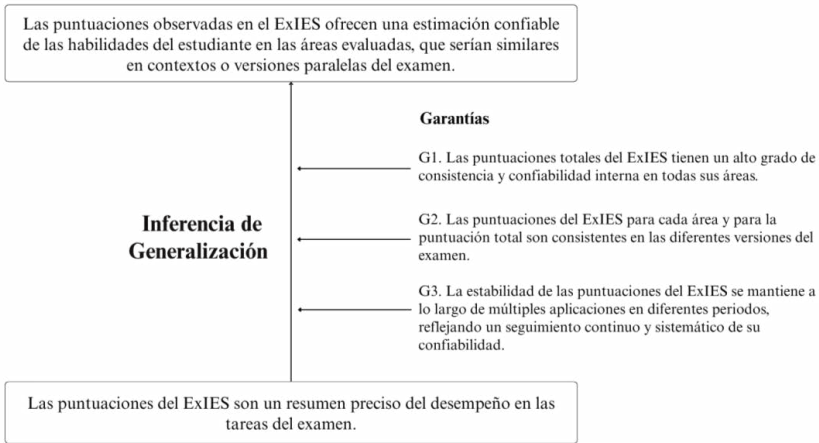 Las puntuaciones observadas en el ExIES ofrecen una estimación confiable
de las habilidades del estudiante en las áreas evaluadas, que serían similares
en contextos o versiones paralelas del examen.
Garantías
G1. Las puntuaciones totales del ExIES tienen un alto grado de
consistencia y confiabilidad interna en todas sus áreas.
Inferencia de
Generalización
G2. Las puntuaciones del ExIES para cada área y para la
puntuación total son consistentes en las diferentes versiones del
examen.
G3. La estabilidad de las puntuaciones del ExIES se mantiene a
lo largo de múltiples aplicaciones en diferentes periodos,
reflejando un seguimiento continuo y sistemático de su
confiabilidad.
Las puntuaciones del ExIES son un resumen preciso del desempeño en las
tareas del examen.